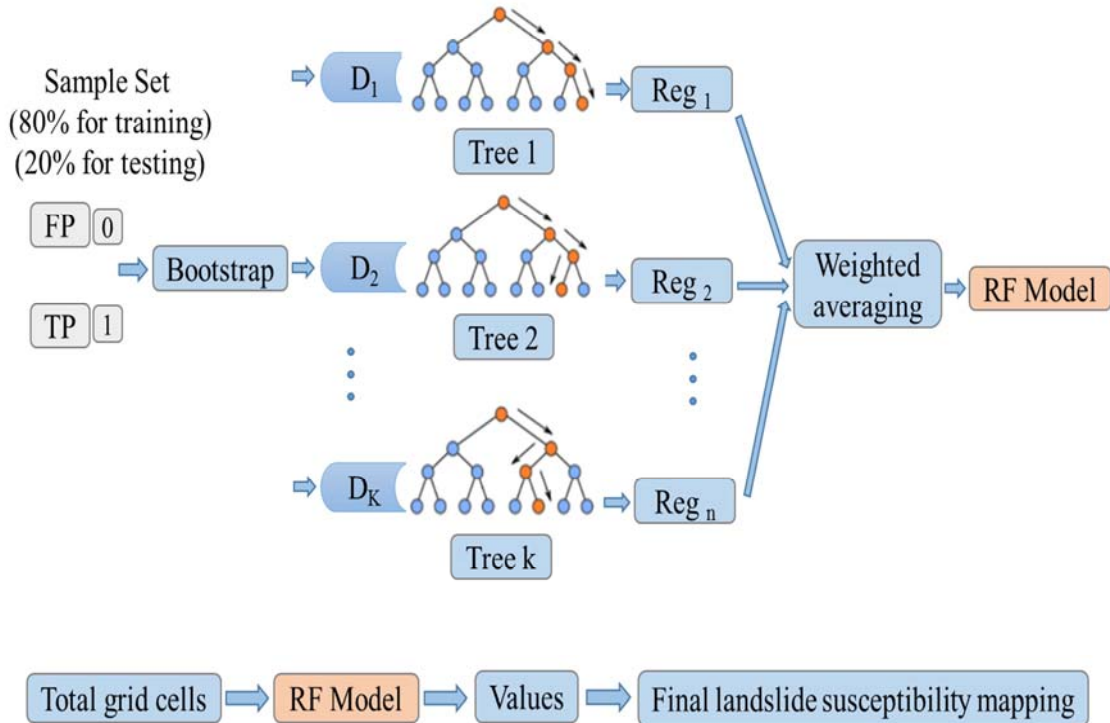 Sample Set
(80% for training)
(20% for testing)
FP 0
TP 1
Bootstrap
D1
Tree 1
Reg 1
D2
Tree 2
Reg 2
DK
Tree k
Reg n
Weighted
averaging
RF Model
Total grid cells
RF Model
Values
Final landslide susceptibility mapping